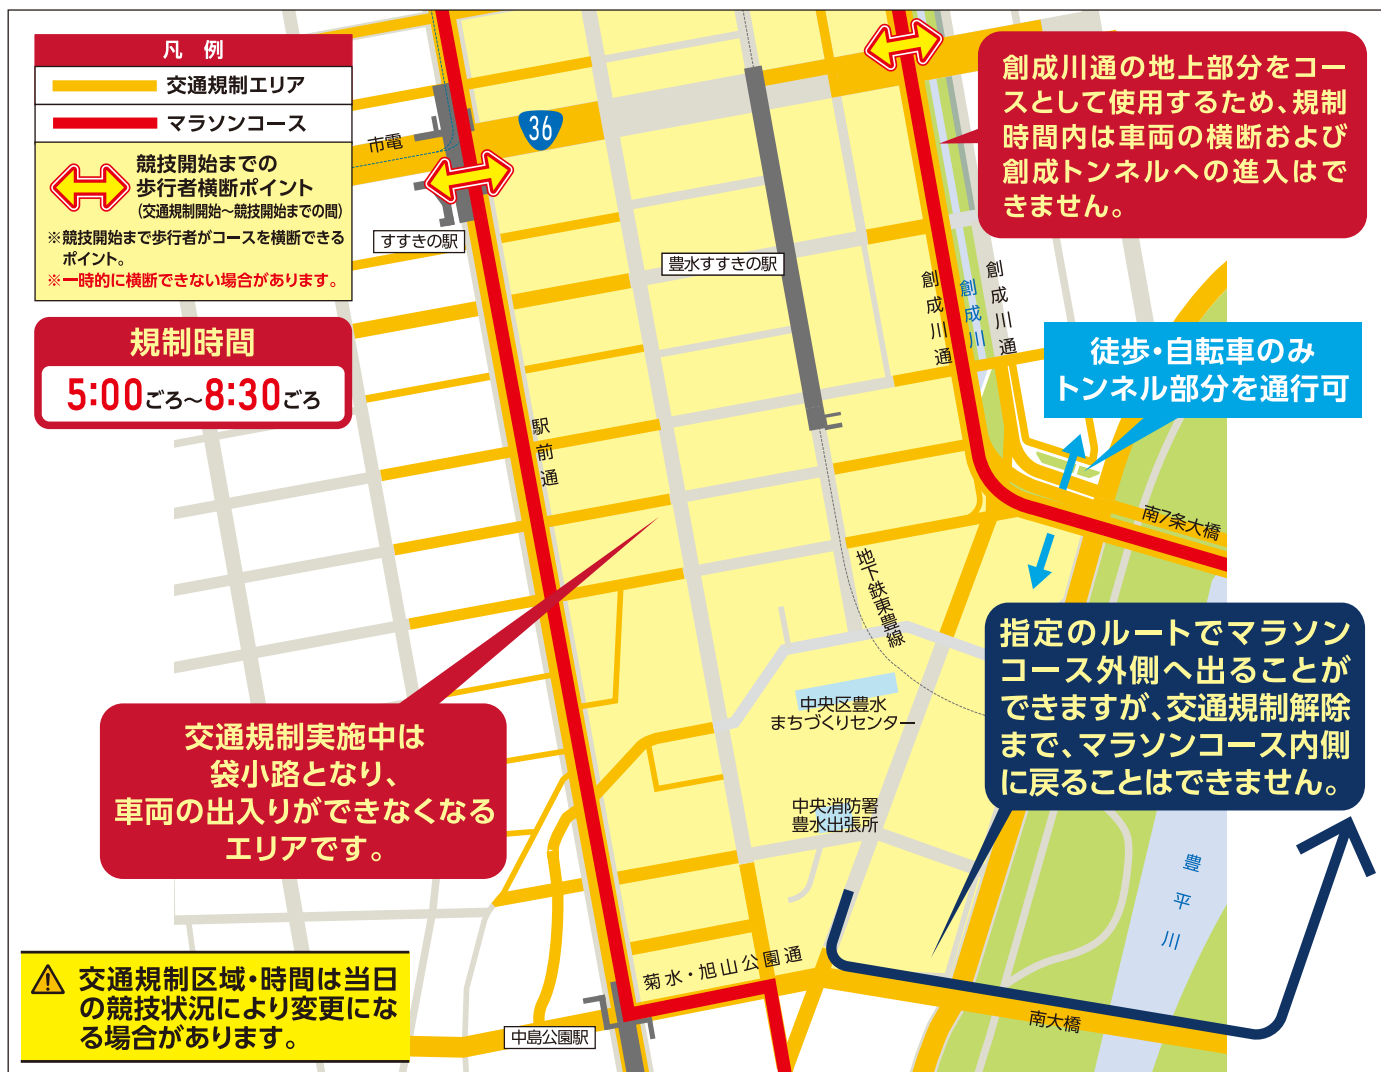 凡 例
交通規制エリア
マラソンコース
競技開始までの
歩行者横断ポイント
(交通規制開始～競技開始までの間)
※競技開始まで歩行者がコースを横断できる
ポイント。
※一時的に横断できない場合があります。
規制時間
5:00ごろ～8:30ごろ
市電
36
すすきの駅
豊水すすきの駅
創成川通の地上部分をコー
スとして使用するため、規制
時間内は車両の横断および
創成トンネルへの進入はで
きません。
創成川通
創成川
創成川通
徒歩・自転車のみ
トンネル部分を通行可
駅前通
南7条大橋
地下鉄東豊線
指定のルートでマラソン
コース外側へ出ることが
できますが、交通規制解除
まで、マラソンコース内側
に戻ることはできません。
中央区豊水
まちづくりセンター
交通規制実施中は
袋小路となり、
車両の出入りができなくなる
エリアです。
中央消防署
豊水出張所
豊平川
菊水・旭山公園通
交通規制区域・時間は当日
の競技状況により変更にな
る場合があります。
中島公園駅
南大橋